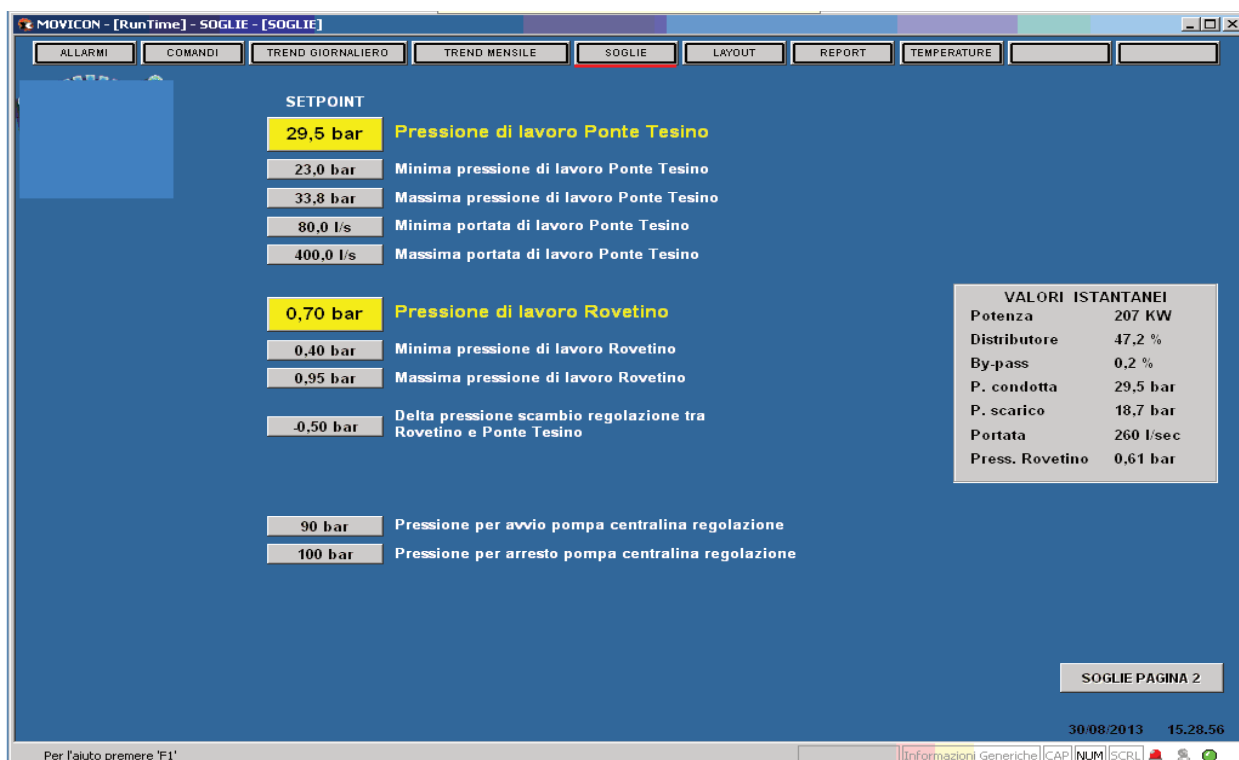 MOVICON - [RunTime] - SOGLIE - [SOGLIE]
ALLARMI COMANDI TREND GIORNALIERO TREND MENSILE SOGLIE LAYOUT REPORT TEMPERATURE
SETPOINT
29,5 bar Pressione di lavoro Ponte Tesino
23,0 bar Minima pressione di lavoro Ponte Tesino
33,8 bar Massima pressione di lavoro Ponte Tesino
80,0 l/s Minima portata di lavoro Ponte Tesino
400,0 l/s Massima portata di lavoro Ponte Tesino
0,70 bar Pressione di lavoro Rovetino
0,40 bar Minima pressione di lavoro Rovetino
0,95 bar Massima pressione di lavoro Rovetino
-0,50 bar Delta pressione scambio regolazione tra
Rovetino e Ponte Tesino
90 bar Pressione per avvio pompa centralina regolazione
100 bar Pressione per arresto pompa centralina regolazione
VALORI ISTANTANEI
Potenza 207 KW
Distributore 47,2 %
By-pass 0,2 %
P. condotta 29,5 bar
P. scarico 18,7 bar
Portata 260 l/sec
Press. Rovetino 0,61 bar
SOGLIE PAGINA 2
30/08/2013 15.28.56
Per l'aiuto premere 'F1' Informazioni Generiche CAP NUM SCRL